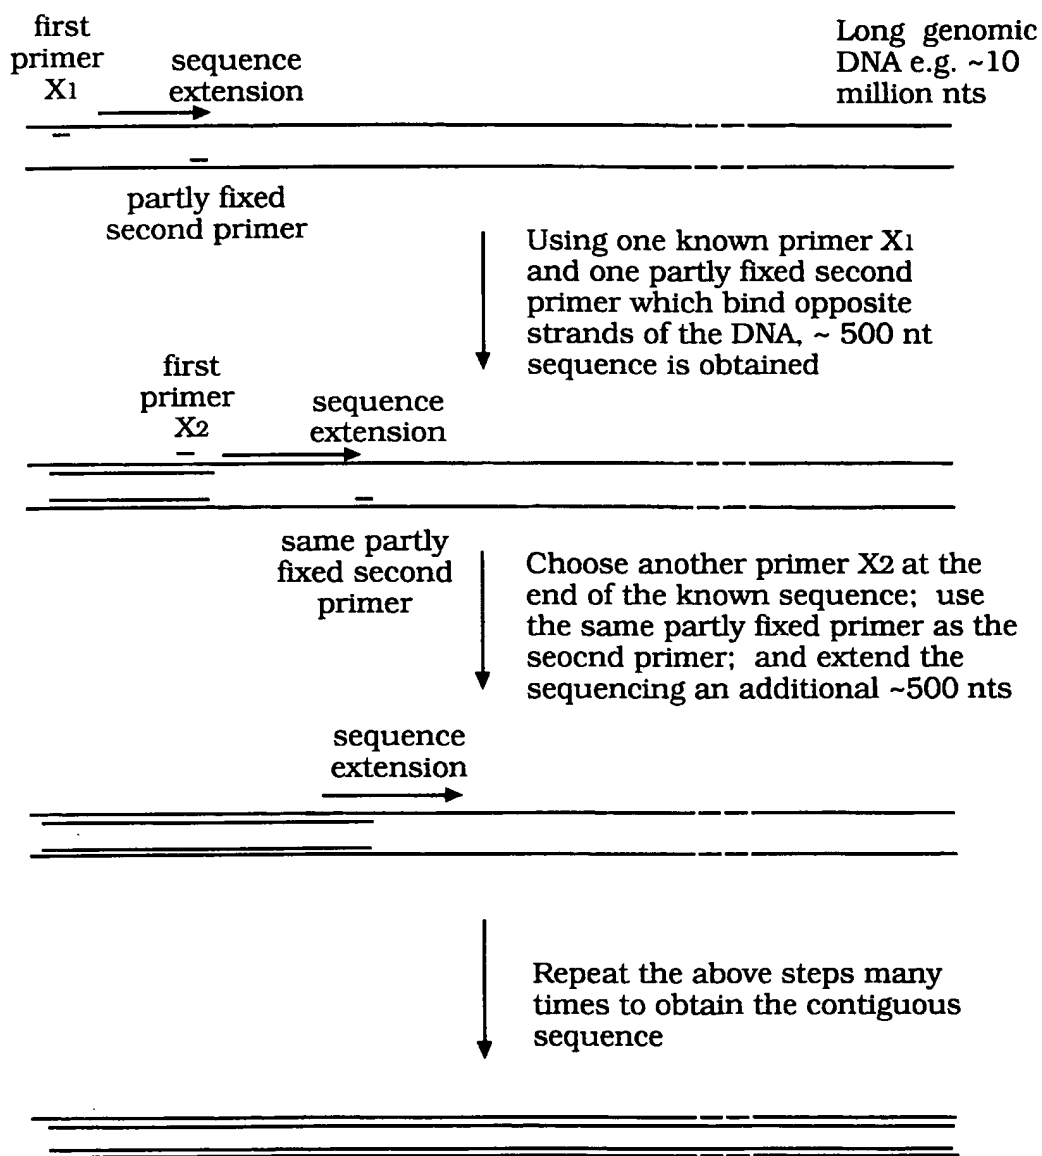 first
primer
X1
sequence
extension
Long genomic
DNA e.g. ~10
million nts
partly fixed
second primer
Using one known primer X1
and one partly fixed second
primer which bind opposite
strands of the DNA, ~ 500 nt
sequence is obtained
first
primer
X2
sequence
extension
same partly
fixed second
primer
Choose another primer X2 at the
end of the known sequence; use
the same partly fixed primer as the
seocnd primer; and extend the
sequencing an additional ~500 nts
sequence
extension
Repeat the above steps many
times to obtain the contiguous
sequence